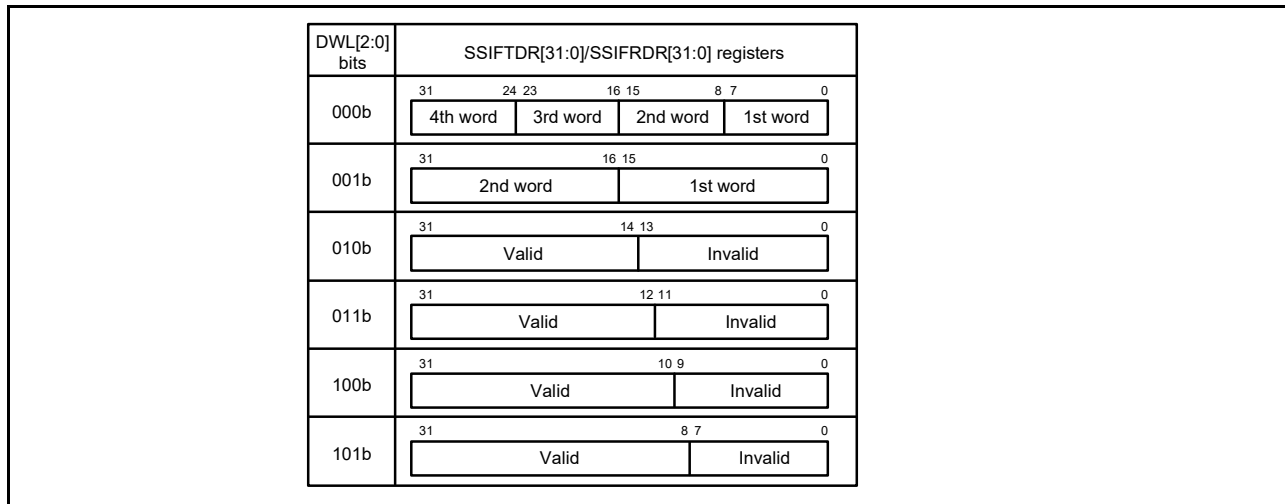 DWL[2:0] bits SSIFTDR[31:0]/SSIFRDR[31:0] registers
000b
31 24 23 16 15 8 7 0
4th word 3rd word 2nd word 1st word
001b
31 16 15 0
2nd word 1st word
010b
31 14 13 0
Valid Invalid
011b
31 12 11 0
Valid Invalid
100b
31 10 9 0
Valid Invalid
101b
31 8 7 0
Valid Invalid